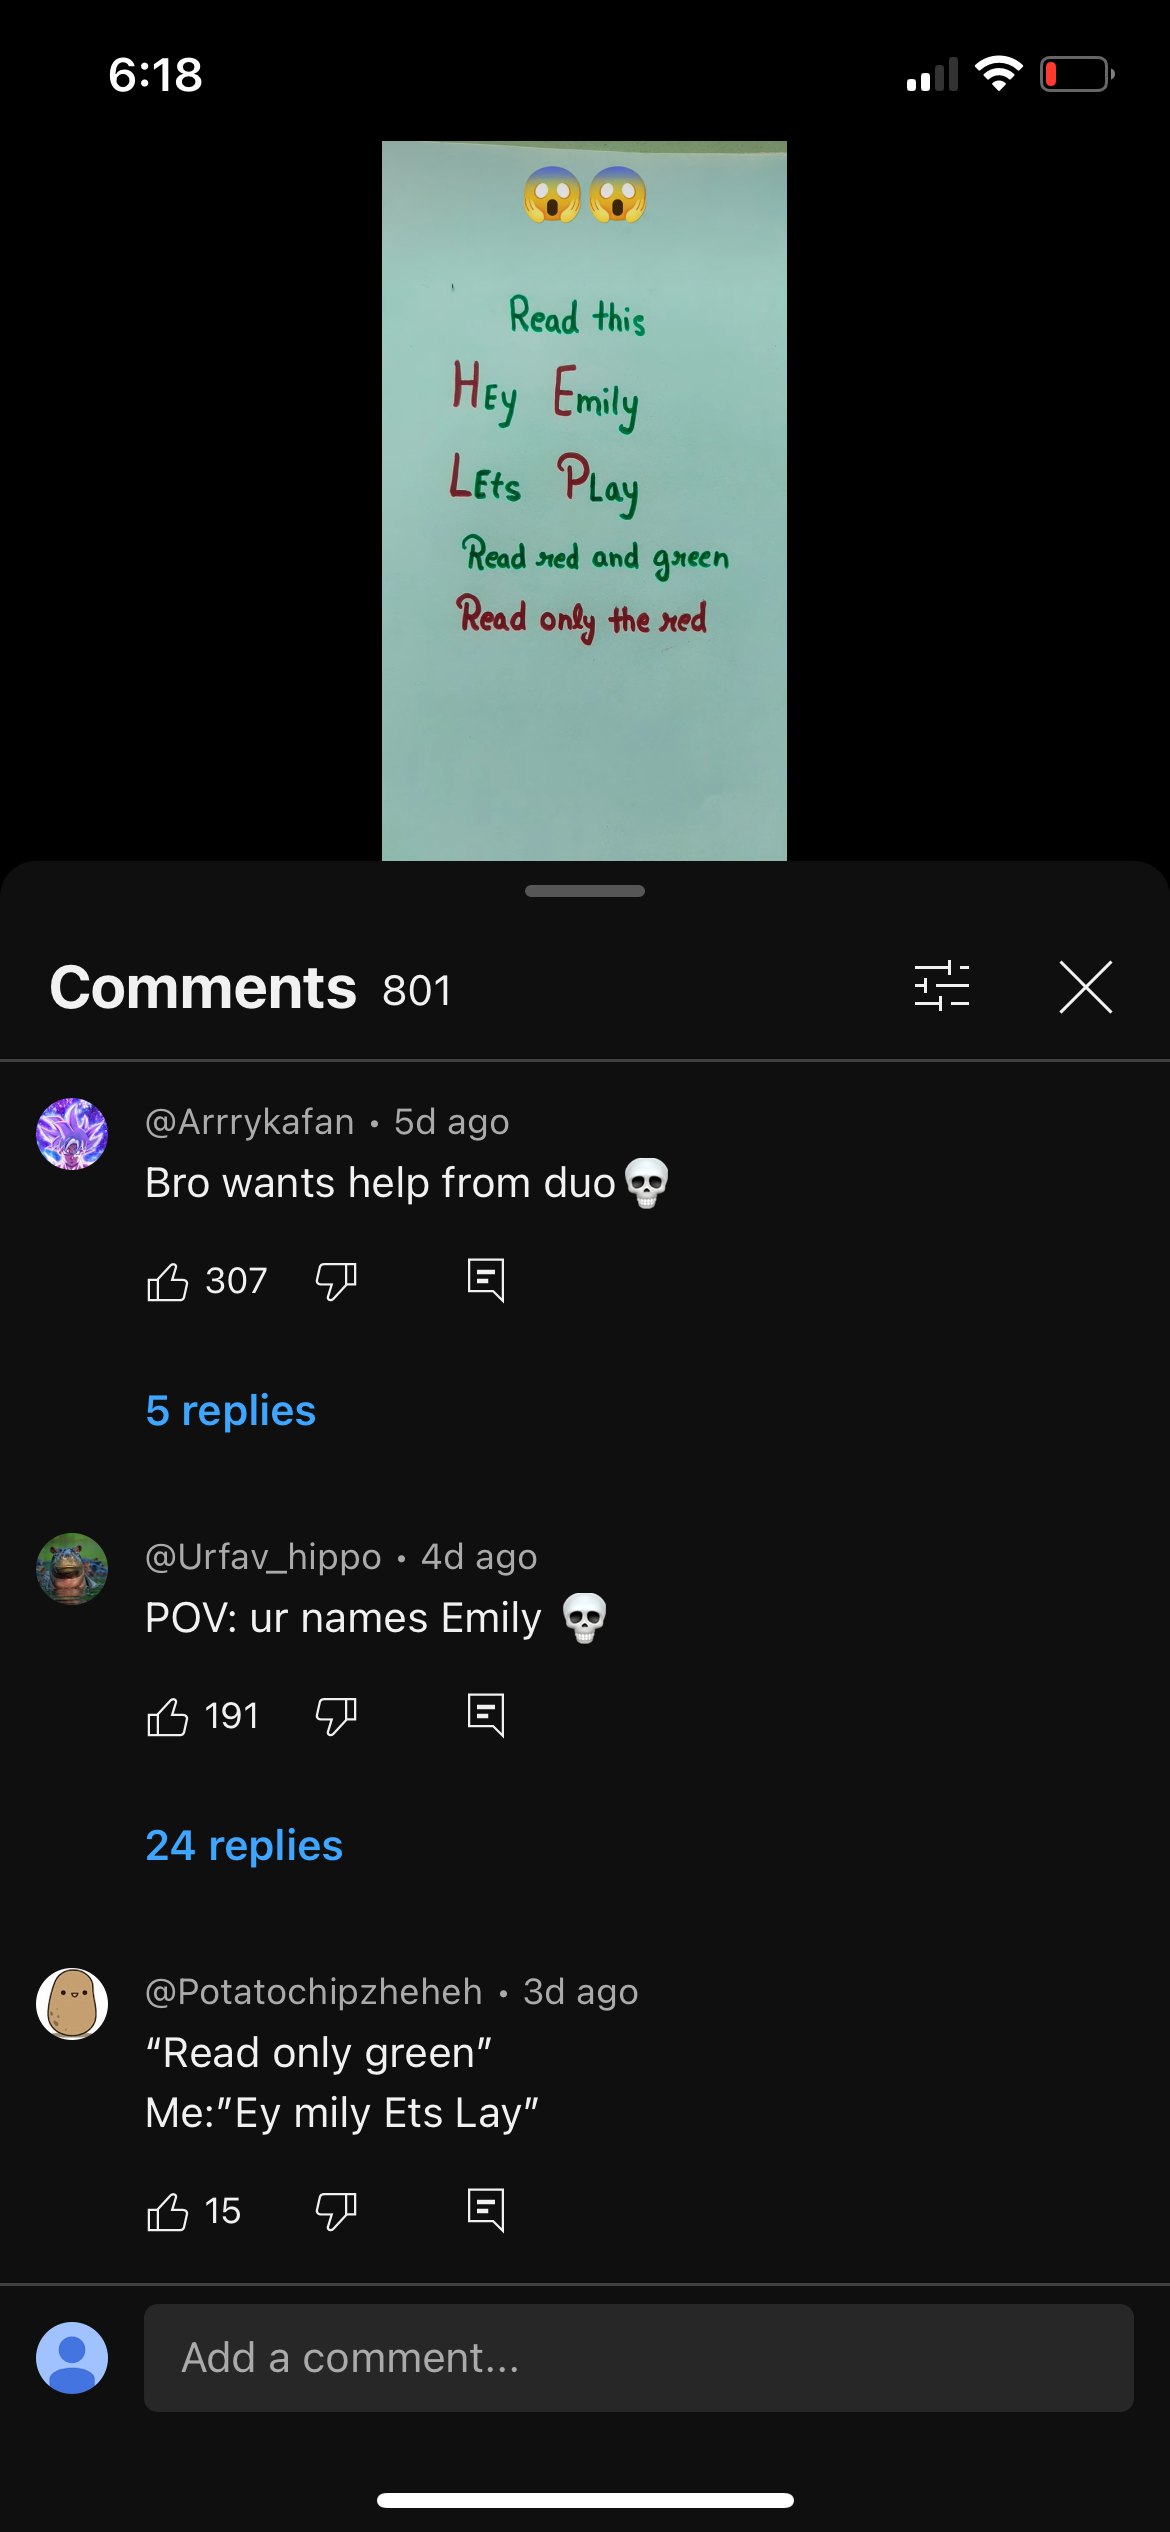 6:18
😱😱
Read this
HEy Emily
LEts PLay
Read red and green
Read only the red
Comments 801
@Arrrykafan • 5d ago
Bro wants help from duo💀
307
5 replies
@Urfav_hippo • 4d ago
POV: ur names Emily 💀
191
24 replies
@Potatochipzheheh • 3d ago
“Read only green”
Me:”Ey mily Ets Lay”
15
Add a comment...